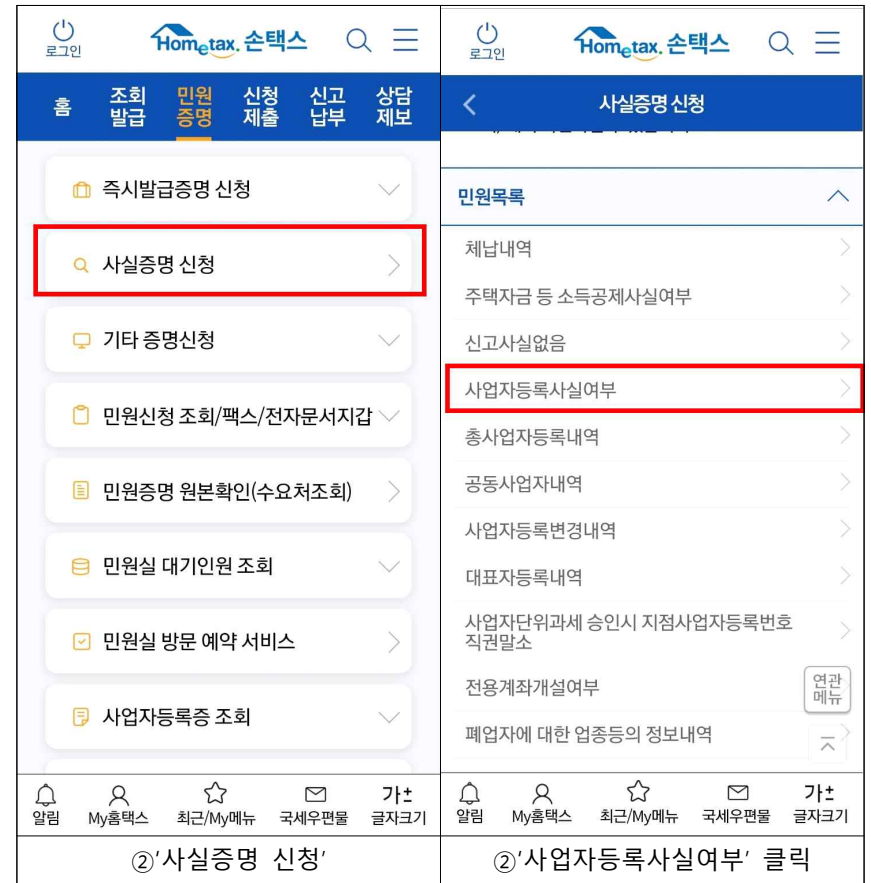 로그인
Hometax. 손택스
홈
조회
발급
민원
증명
신청
제출
신고
납부
상담
제보
즉시발급증명 신청
사실증명 신청
기타 증명신청
민원신청 조회/팩스/전자문서지갑
민원증명 원본확인(수요처조회)
민원실 대기인원 조회
민원실 방문 예약 서비스
사업자등록증 조회
알림
My홈택스
최근/My메뉴
국세우편물
가±
글자크기
②'사실증명 신청'
로그인
Hometax. 손택스
사실증명 신청
민원목록
체납내역
주택자금 등 소득공제사실여부
신고사실없음
사업자등록사실여부
총사업자등록내역
공동사업자내역
사업자등록변경내역
대표자등록내역
사업자단위과세 승인시 지점사업자등록번호
직권말소
전용계좌개설여부
연관
메뉴
폐업자에 대한 업종등의 정보내역
알림
My홈택스
최근/My메뉴
국세우편물
가±
글자크기
②'사업자등록사실여부' 클릭